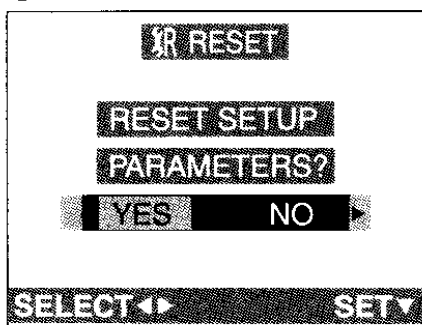 RESET
RESET SETUP
PARAMETERS?
YES NO
SELECT◄► SET▼